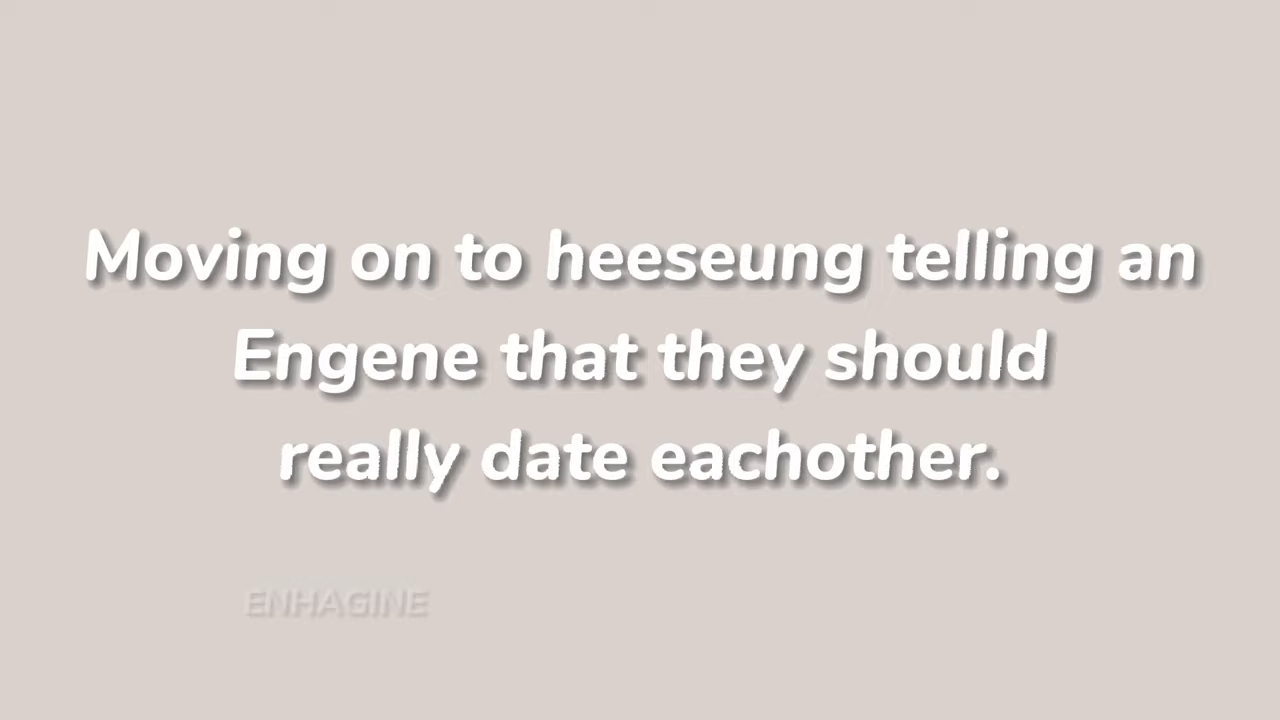 Moving on to heeseung telling an
Engene that they should
really date eachother.
ENHAGINE